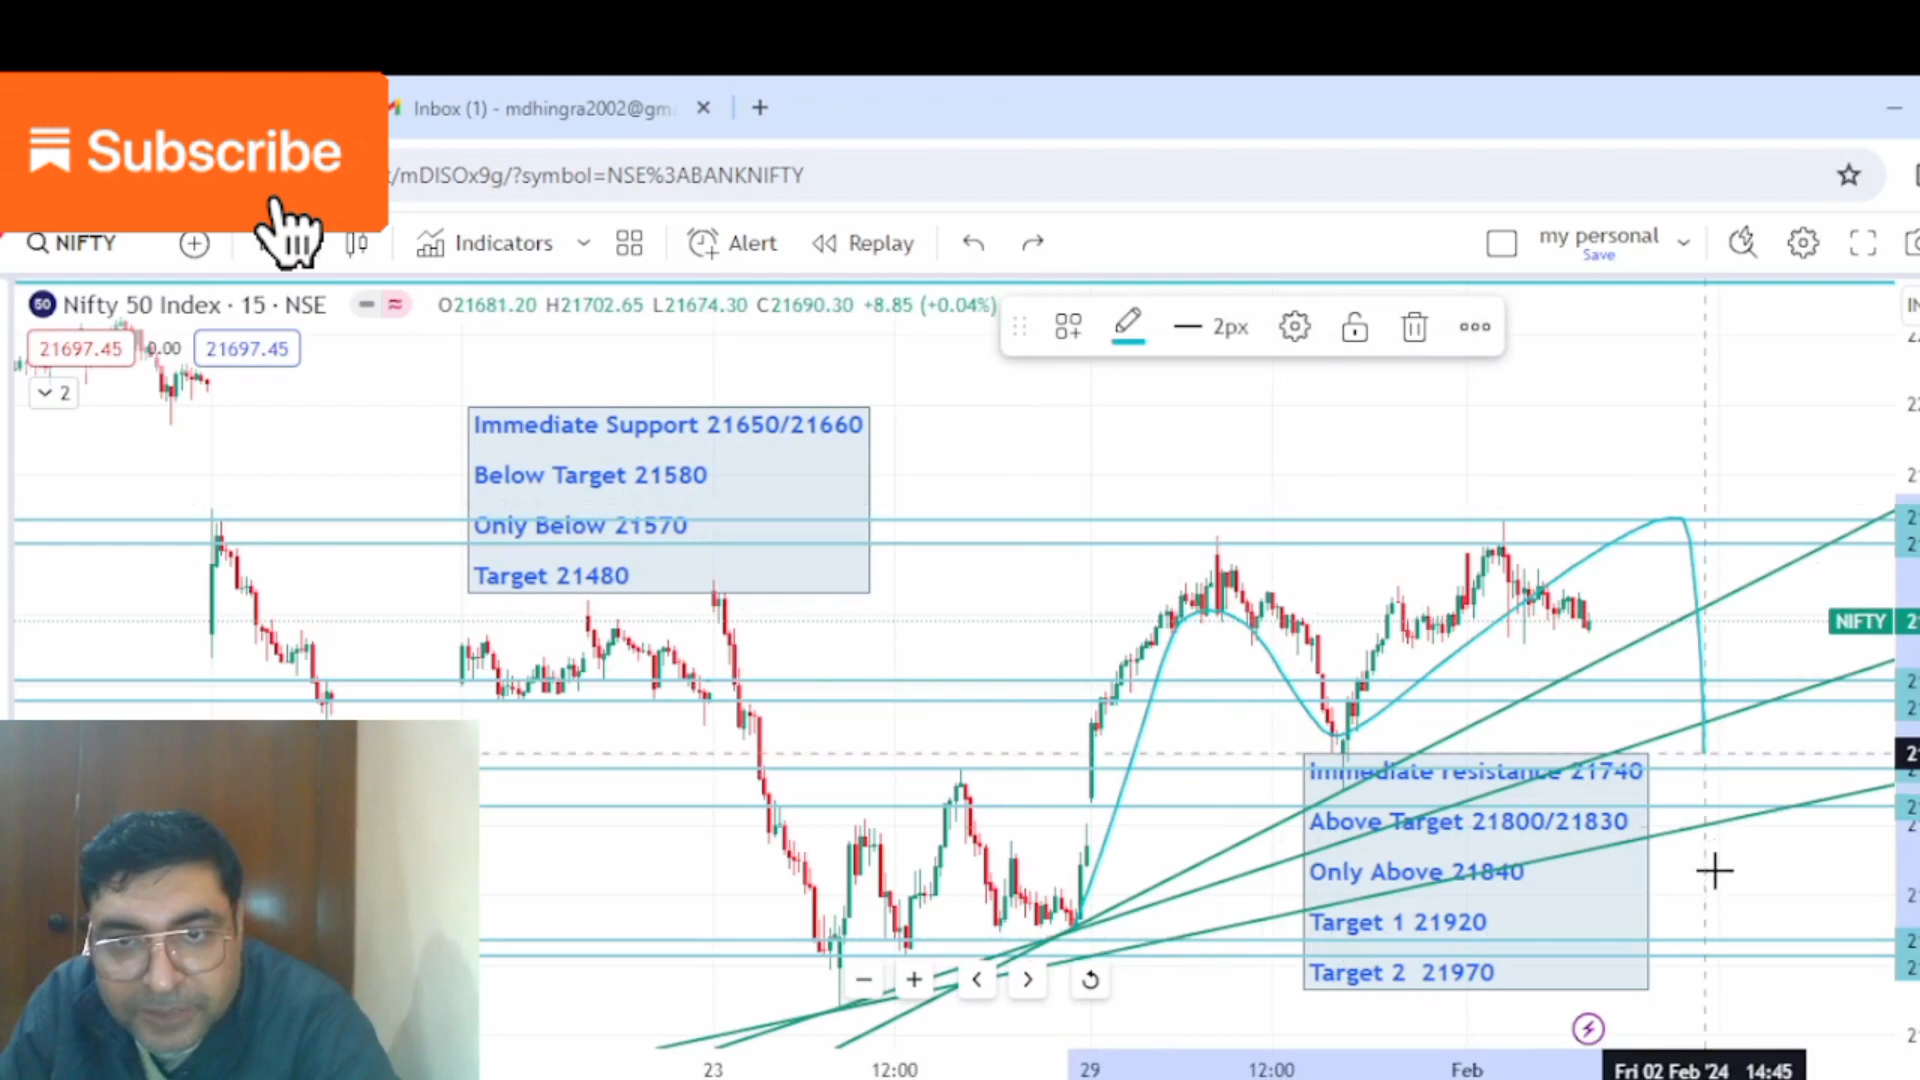 Inbox (1) - mdhingra2002@gm
Subscribe
/mDISOx9g/?symbol=NSE%3ABANKNIFTY
NIFTY
Indicators
Alert
Replay
my personal
Save
Nifty 50 Index · 15 · NSE
O21681.20 H21702.65 L21674.30 C21690.30 +8.85 (+0.04%)
2px
21697.45
0.00
21697.45
2
Immediate Support 21650/21660
Below Target 21580
Only Below 21570
Target 21480
NIFTY
Immediate resistance 21740
Above Target 21800/21830
Only Above 21840
Target 1 21920
Target 2 21970
23
12:00
29
12:00
Feb
Fri 02 Feb '24 14:45